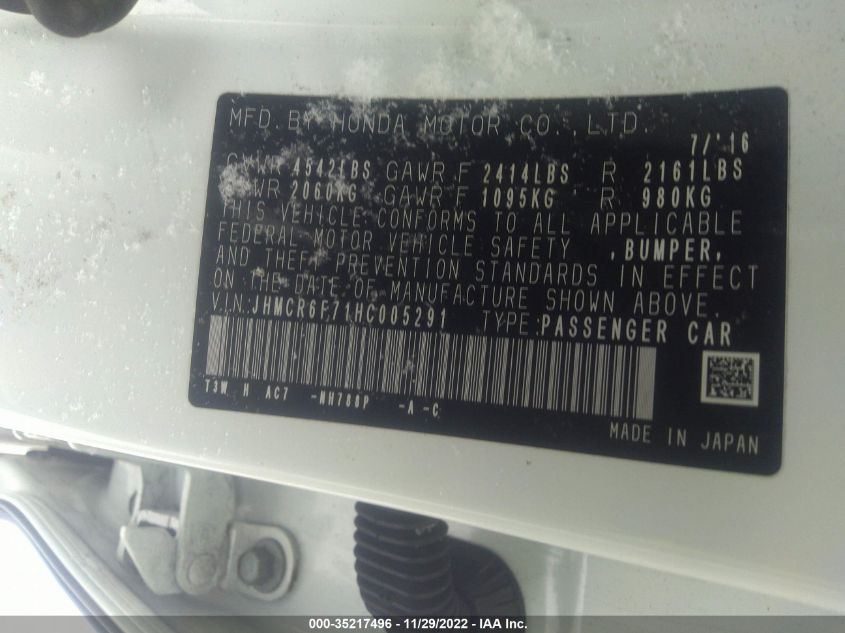 MFD. BY HONDA MOTOR CO., LTD. 7/'16
GVWR 4542LBS GAWR F 2414LBS R 2161LBS
GVWR 2060KG GAWR F 1095KG R 980KG
THIS VEHICLE CONFORMS TO ALL APPLICABLE
FEDERAL MOTOR VEHICLE SAFETY , BUMPER,
AND THEFT PREVENTION STANDARDS IN EFFECT
ON THE DATE OF MANUFACTURE SHOWN ABOVE.
V.I.N:JHMCR6F71HC005291 TYPE:PASSENGER CAR
T3W H AC7 -NH788P -A -C
MADE IN JAPAN
000-35217496 - 11/29/2022 - IAA Inc.